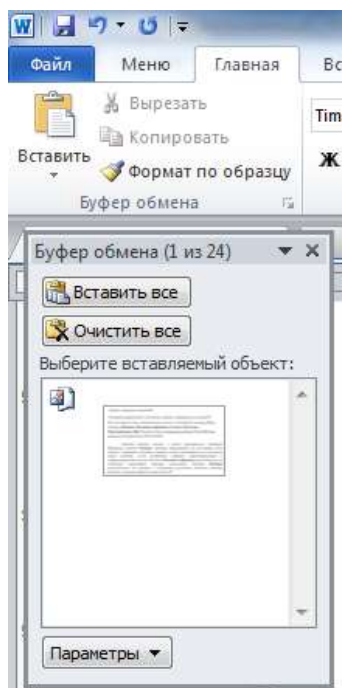 Файл Меню Главная Вс
Вырезать
Tim
Копировать
Вставить
Ж
Формат по образцу
Буфер обмена
Буфер обмена (1 из 24)
Вставить все
Очистить все
Выберите вставляемый объект:
Параметры